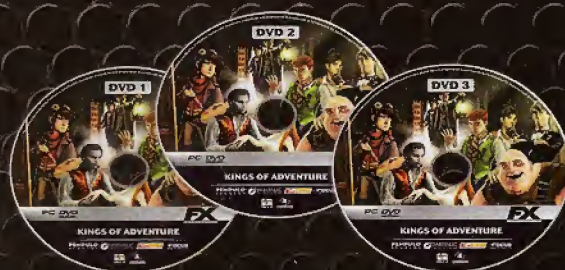 DVD 1
PC DVD
FX
KINGS OF ADVENTURE
DVD 2
PC DVD
KINGS OF ADVENTURE
DVD 3
PC DVD
FX
KINGS OF ADVENTURE